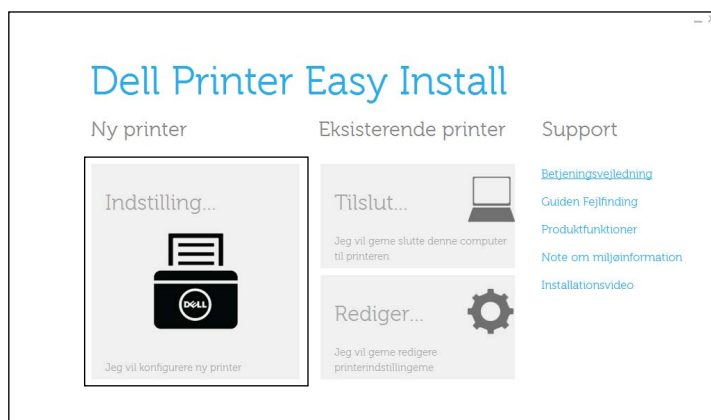 Dell Printer Easy Install
Ny printer
Indstilling...
DELL
Jeg vil konfigurere ny printer
Eksisterende printer
Tilslut...
Jeg vil gerne slutte denne computer
til printeren
Rediger...
Jeg vil gerne redigere
printerindstillingerne
Support
Betjeningsvejledning
Guiden Fejlfinding
Produktfunktioner
Note om miljøinformation
Installationsvideo